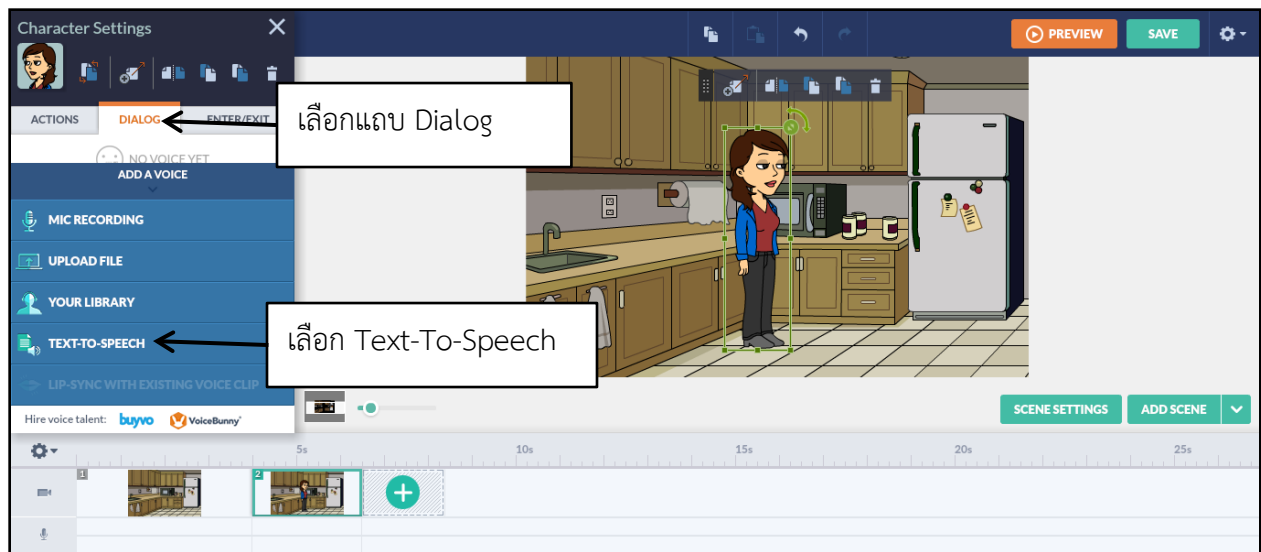 Character Settings
PREVIEW
SAVE
ACTIONS
DIALOG
ENTER/EXIT
เลือกแถบ Dialog
NO VOICE YET
ADD A VOICE
MIC RECORDING
UPLOAD FILE
YOUR LIBRARY
TEXT-TO-SPEECH
เลือก Text-To-Speech
LIP-SYNC WITH EXISTING VOICE CLIP
Hire voice talent: buyvo VoiceBunny
SCENE SETTINGS
ADD SCENE
5s 10s 15s 20s 25s
1
2